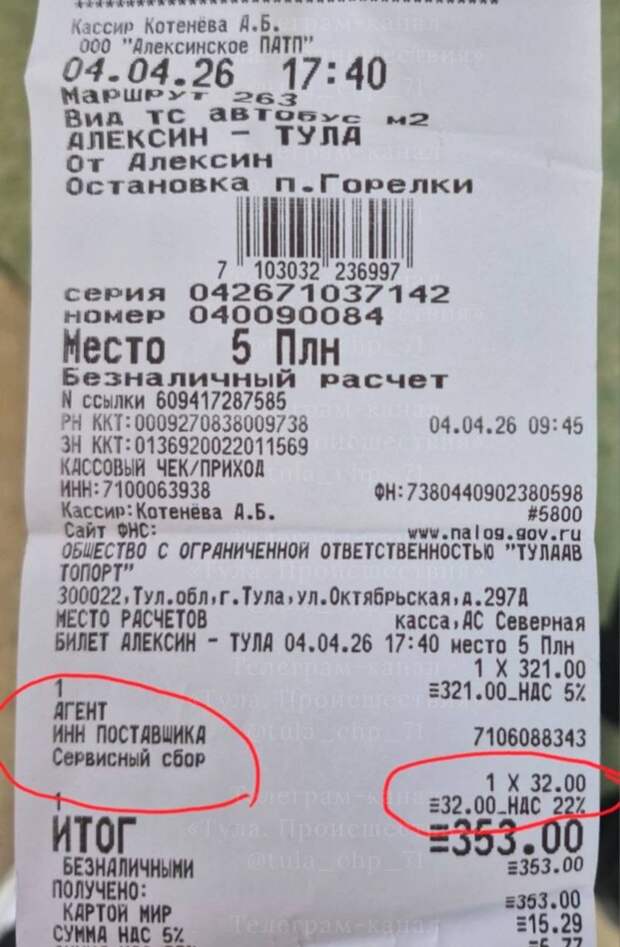 Кассир Котенёва А.Б.
ООО "Алексинское ПАТП"
04.04.26 17:40
Маршрут 263
Вид ТС автобус м2
АЛЕКСИН - ТУЛА
От Алексин
Остановка п.Горелки
7 103032 236997
серия 042671037142
номер 040090084
Место 5 Плн
Безналичный расчет
N ссылки 609417287585
РН ККТ:0009270838009738 04.04.26 09:45
ЗН ККТ:0136920022011569
КАССОВЫЙ ЧЕК/ПРИХОД
ИНН:7100063938 ФН:7380440902380598
Кассир:Котенёва А.Б. #5800
Сайт ФНС: www.nalog.gov.ru
ОБЩЕСТВО С ОГРАНИЧЕННОЙ ОТВЕТСТВЕННОСТЬЮ "ТУЛААВ
ТОПОРТ"
300022,Тул.обл,г.Тула,ул.Октябрьская,д.297А
МЕСТО РАСЧЕТОВ касса,АС Северная
БИЛЕТ АЛЕКСИН - ТУЛА 04.04.26 17:40 место 5 Плн
1 X 321.00
1 ≡321.00_НДС 5%
АГЕНТ
ИНН ПОСТАВЩИКА 7106088343
Сервисный сбор
1 X 32.00
1 ≡32.00_НДС 22%
ИТОГ ≡353.00
БЕЗНАЛИЧНЫМИ ≡353.00
ПОЛУЧЕНО:
КАРТОЙ МИР ≡353.00
СУММА НДС 5% ≡15.29